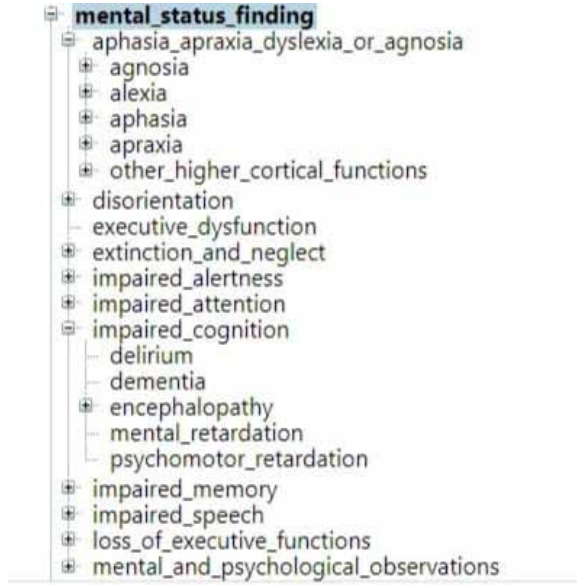 mental_status_finding
aphasia_apraxia_dyslexia_or_agnosia
agnosia
alexia
aphasia
apraxia
other_higher_cortical_functions
disorientation
executive_dysfunction
extinction_and_neglect
impaired_alertness
impaired_attention
impaired_cognition
delirium
dementia
encephalopathy
mental_retardation
psychomotor_retardation
impaired_memory
impaired_speech
loss_of_executive_functions
mental_and_psychological_observations